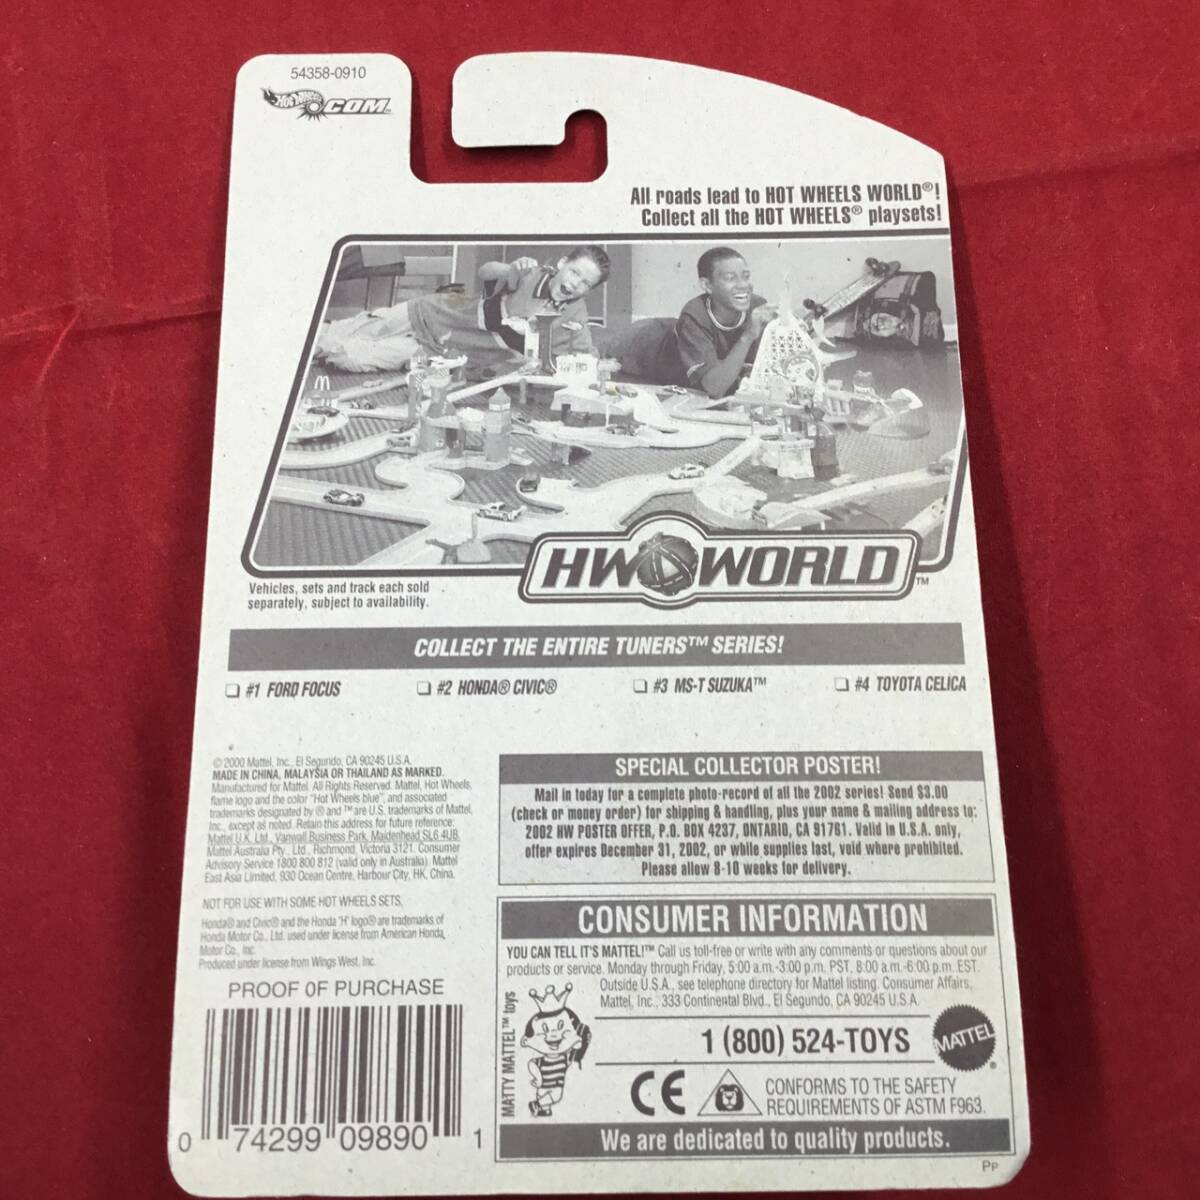 54358-0910
Hot Wheels .COM
All roads lead to HOT WHEELS WORLD®!
Collect all the HOT WHEELS® playsets!
HW WORLD™
Vehicles, sets and track each sold
separately, subject to availability.
COLLECT THE ENTIRE TUNERS™ SERIES!
❏ #1 FORD FOCUS
❏ #2 HONDA® CIVIC®
❏ #3 MS-T SUZUKA™
❏ #4 TOYOTA CELICA
© 2000 Mattel, Inc., El Segundo, CA 90245 U.S.A.
MADE IN CHINA, MALAYSIA OR THAILAND AS MARKED.
Manufactured for Mattel. All Rights Reserved. Mattel, Hot Wheels,
flame logo and the color "Hot Wheels blue", and associated
trademarks designated by ® and ™ are U.S. trademarks of Mattel,
Inc., except as noted. Retain this address for future reference:
Mattel U.K. Ltd., Vanwall Business Park, Maidenhead SL6 4UB.
Mattel Australia Pty., Ltd., Richmond, Victoria 3121. Consumer
Advisory Service 1800 800 812 (valid only in Australia). Mattel
East Asia Limited, 930 Ocean Centre, Harbour City, HK, China.
NOT FOR USE WITH SOME HOT WHEELS SETS.
Honda® and Civic® and the Honda "H" logo® are trademarks of
Honda Motor Co., Ltd. used under license from American Honda
Motor Co., Inc.
Produced under license from Wings West, Inc.
PROOF OF PURCHASE
0 74299 09890 1
SPECIAL COLLECTOR POSTER!
Mail in today for a complete photo-record of all the 2002 series! Send $3.00
(check or money order) for shipping & handling, plus your name & mailing address to:
2002 HW POSTER OFFER, P.O. BOX 4237, ONTARIO, CA 91761. Valid in U.S.A. only,
offer expires December 31, 2002, or while supplies last, void where prohibited.
Please allow 8-10 weeks for delivery.
CONSUMER INFORMATION
YOU CAN TELL IT'S MATTEL!™ Call us toll-free or write with any comments or questions about our
products or service. Monday through Friday, 5:00 a.m.-3:00 p.m. PST, 8:00 a.m.-6:00 p.m. EST.
Outside U.S.A., see telephone directory for Mattel listing. Consumer Affairs,
Mattel, Inc., 333 Continental Blvd., El Segundo, CA 90245 U.S.A.
MATTY MATTEL™ toys
1 (800) 524-TOYS
MATTEL®
CE
CONFORMS TO THE SAFETY
REQUIREMENTS OF ASTM F963.
We are dedicated to quality products.
PP